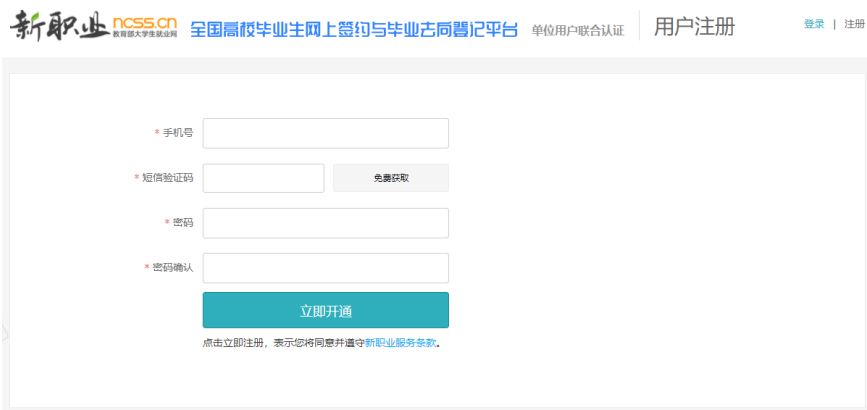 新职业 ncss.cn 教育部大学生就业网 全国高校毕业生网上签约与毕业去向登记平台 单位用户联合认证 用户注册 登录 | 注册
* 手机号
* 短信验证码 免费获取
* 密码
* 密码确认
立即开通
点击立即注册，表示您将同意并遵守新职业服务条款。